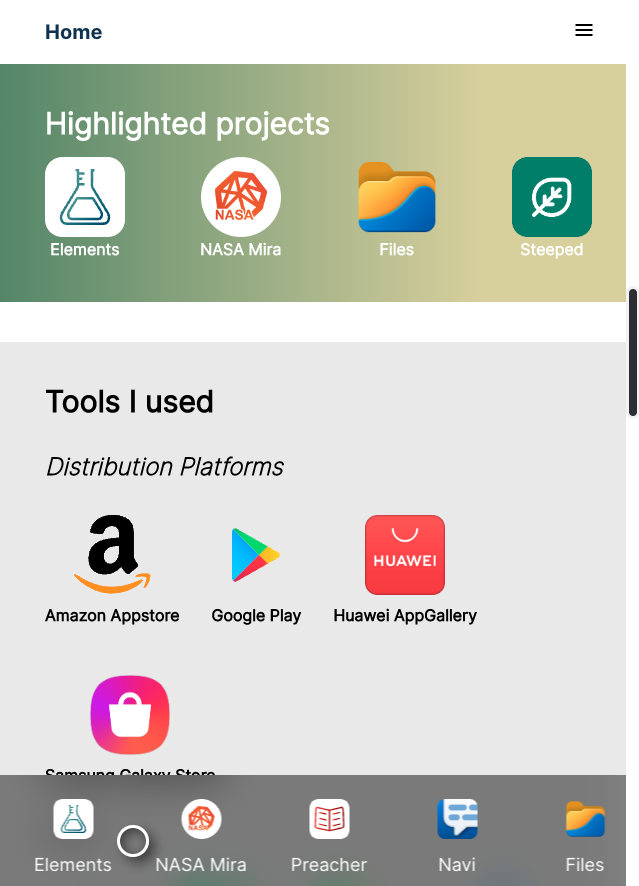 Home
Highlighted projects
NASA
Elements
NASA Mira
Files
Steeped
Tools I used
Distribution Platforms
a
HUAWEI
Amazon Appstore
Google Play
Huawei AppGallery
Samsung Galaxy Store
NASA
Elements
NASA Mira
Preacher
Navi
Files